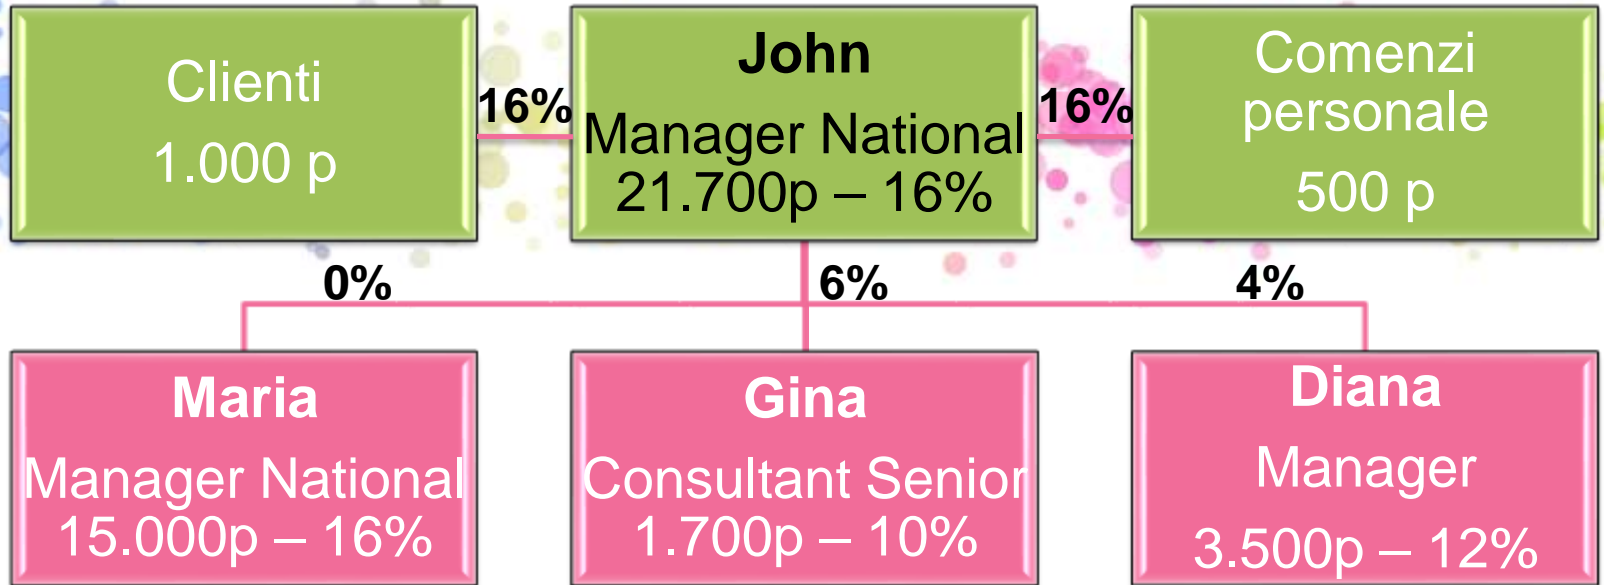 Clienti
1.000 p
16%
John
Manager National
21.700p – 16%
16%
Comenzi
personale
500 p
0%
6%
4%
Maria
Manager National
15.000p – 16%
Gina
Consultant Senior
1.700p – 10%
Diana
Manager
3.500p – 12%